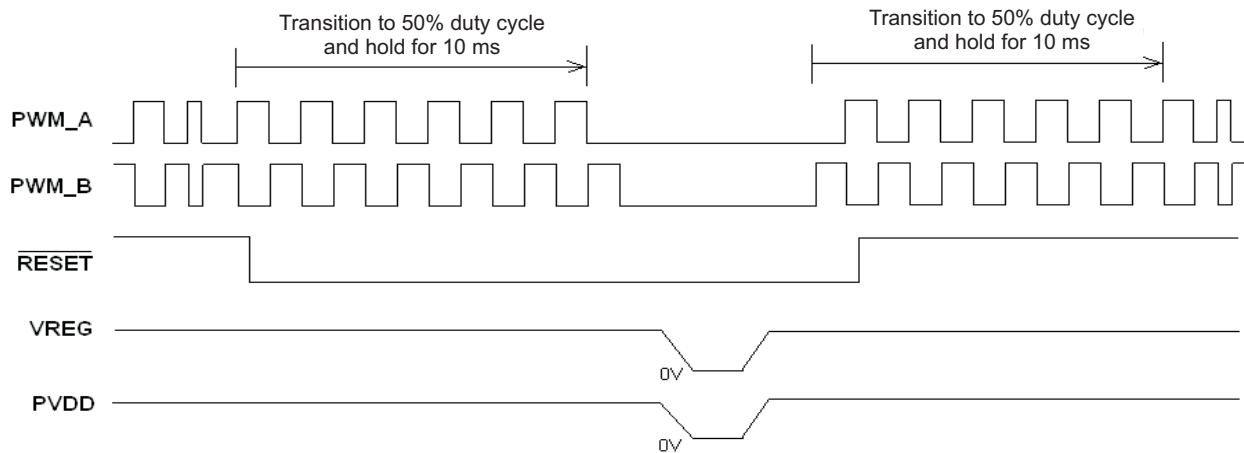 Transition to 50% duty cycle
and hold for 10 ms
Transition to 50% duty cycle
and hold for 10 ms
PWM_A
PWM_B
RESET
VREG
0V
PVDD
0V